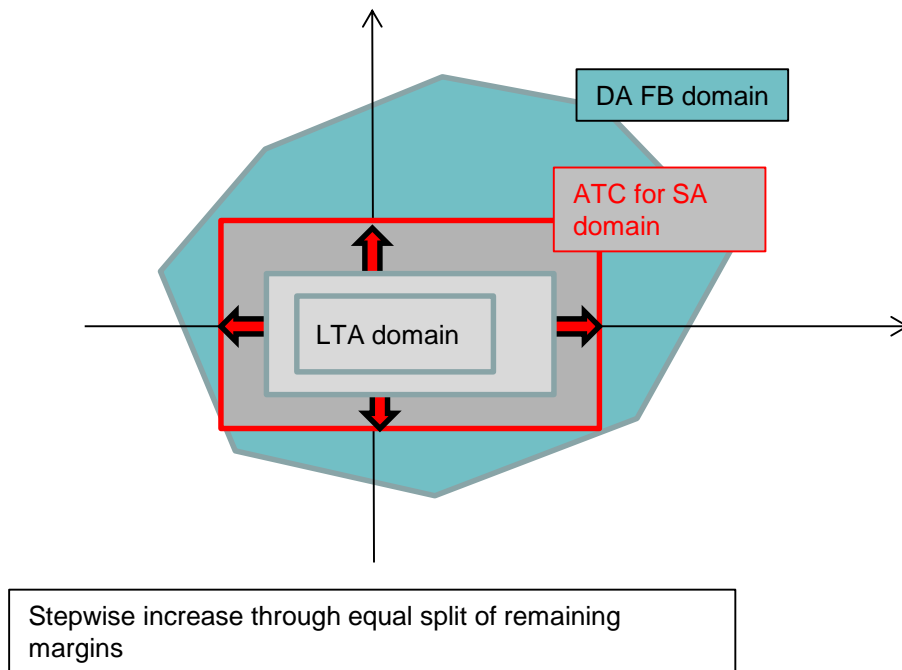 DA FB domain
ATC for SA
domain
LTA domain
Stepwise increase through equal split of remaining
margins